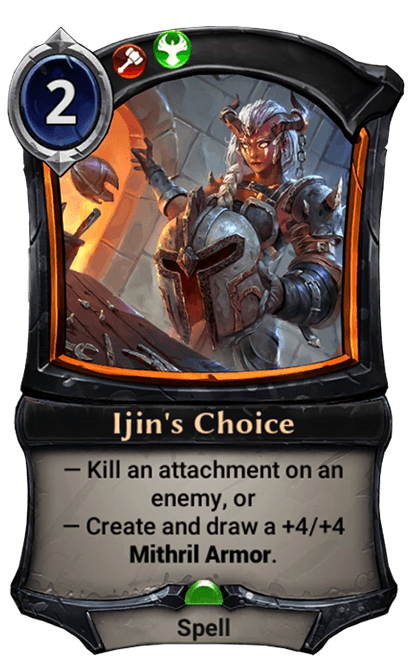 2
Ijin's Choice
— Kill an attachment on an
enemy, or
— Create and draw a +4/+4
Mithril Armor.
Spell